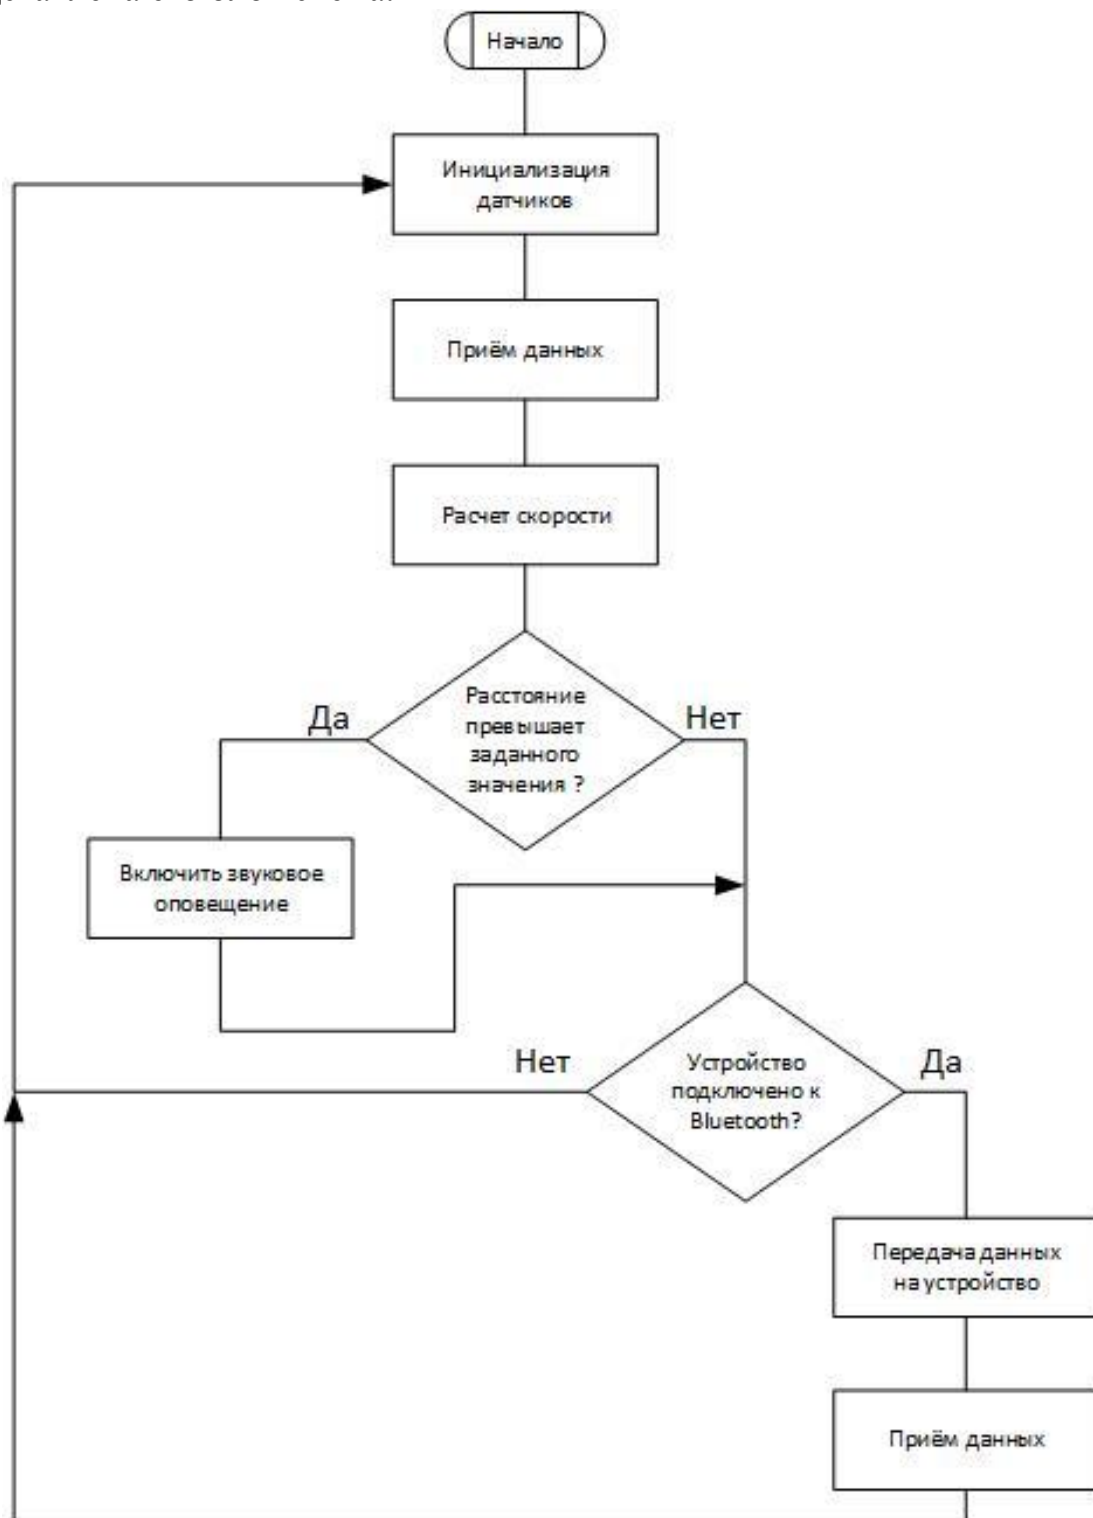 Начало
Инициализация
датчиков
Приём данных
Расчет скорости
Расстояние
превышает
заданного
значения ?
Да
Нет
Включить звуковое
оповещение
Устройство
подключено к
Bluetooth?
Нет
Да
Передача данных
на устройство
Приём данных